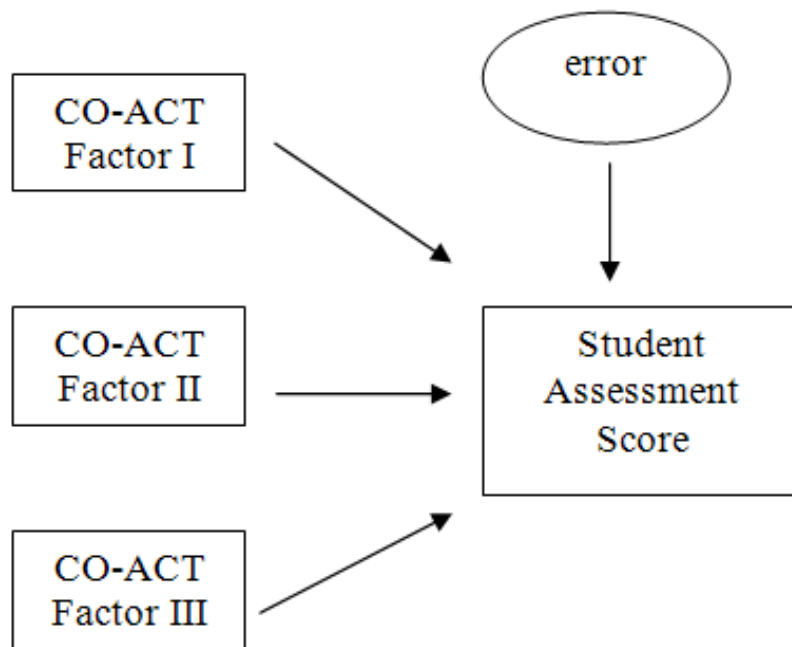 error
CO-ACT
Factor I
CO-ACT
Factor II
Student
Assessment
Score
CO-ACT
Factor III